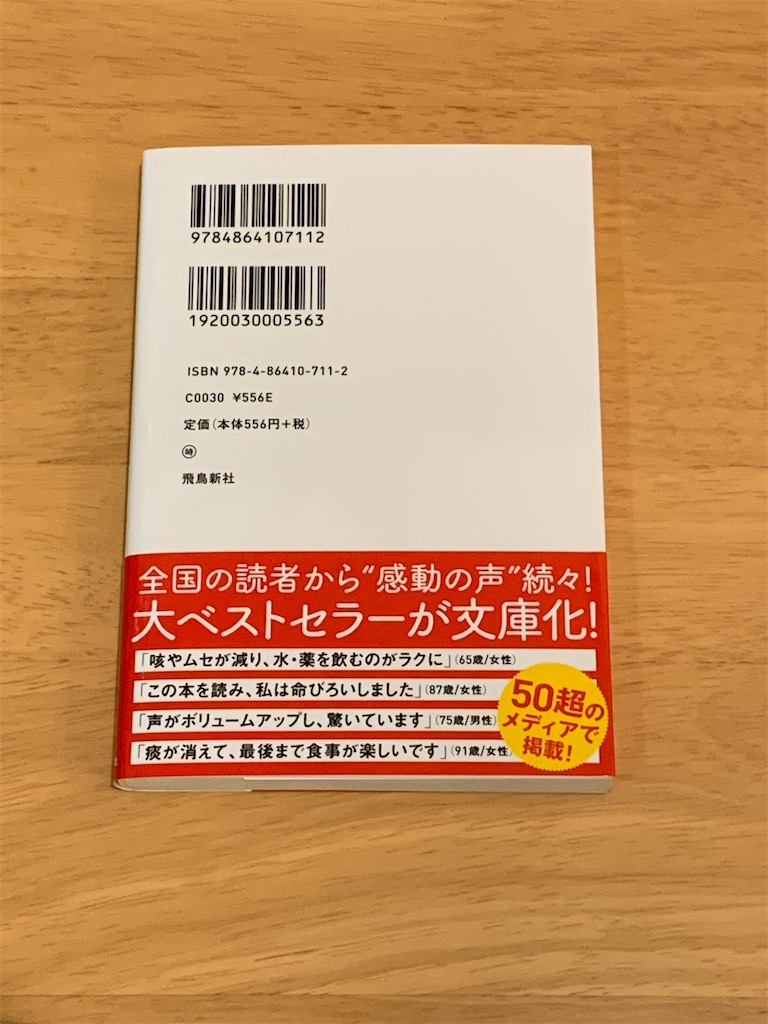 9784864107112
1920030005563
ISBN 978-4-86410-711-2
C0030 ¥556E
定価(本体556円+税)
時
飛鳥新社
全国の読者から“感動の声”続々!
大ベストセラーが文庫化!
「咳やムセが減り、水・薬を飲むのがラクに」(65歳/女性)
「この本を読み、私は命びろいしました」(87歳/女性)
「声がボリュームアップし、驚いています」(75歳/男性)
「痰が消えて、最後まで食事が楽しいです」(91歳/女性)
50超の
メディアで
掲載!